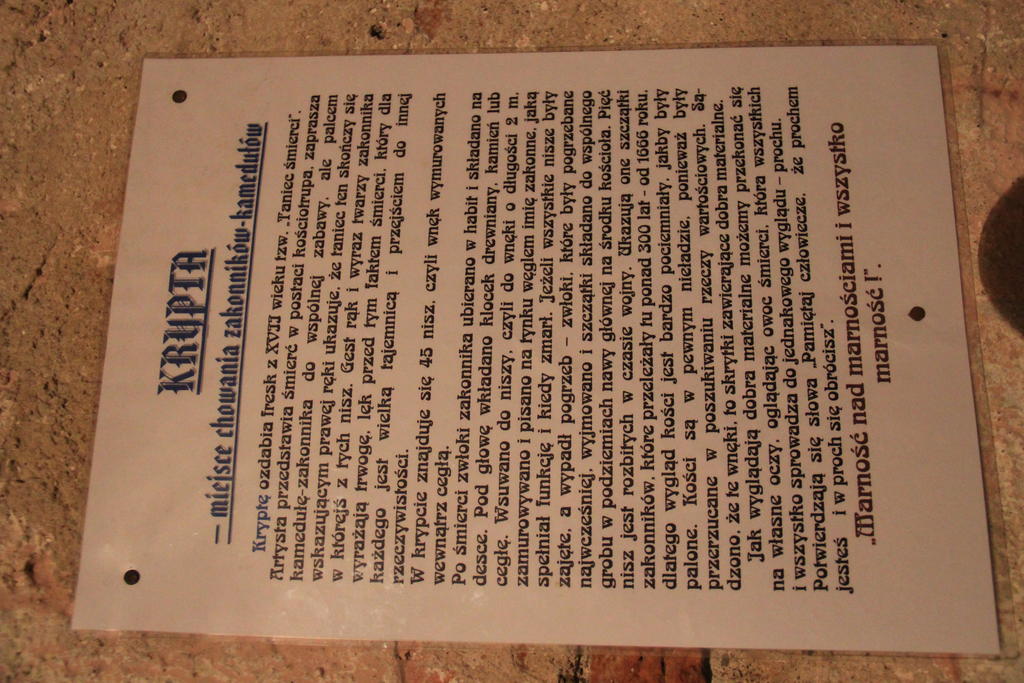 KRYPTA
– miejsce chowania zakonników-kamedułów
Kryptę ozdabia fresk z XVII wieku tzw. „Taniec śmierci".
Artysta przedstawia śmierć w postaci kościotrupa, zaprasza
kamedułę-zakonnika do wspólnej zabawy, ale palcem
wskazującym prawej ręki ukazuje, że taniec ten skończy się
w którejś z tych nisz. Gest rąk i wyraz twarzy zakonnika
wyrażają trwogę, lęk przed tym faktem śmierci, który dla
każdego jest wielką tajemnicą i przejściem do innej
rzeczywistości.
W krypcie znajduje się 45 nisz, czyli wnęk wymurowanych
wewnątrz cegłą.
Po śmierci zwłoki zakonnika ubierano w habit i składano na
desce. Pod głowę wkładano klocek drewniany, kamień lub
cegłę. Wsuwano do niszy, czyli do wnęki o długości 2 m,
zamurowywano i pisano na tynku węglem imię zakonne, jaką
spełniał funkcję i kiedy zmarł. Jeżeli wszystkie nisze były
zajęte, a wypadł pogrzeb – zwłoki, które były pogrzebane
najwcześniej, wyjmowano i szczątki składano do wspólnego
grobu w podziemiach nawy głównej na środku kościoła. Pięć
nisz jest rozbitych w czasie wojny. Ukazują one szczątki
zakonników, które przeleżały tu ponad 300 lat - od 1666 roku,
dlatego wygląd kości jest bardzo pociemniały, jakby były
palone. Kości są w pewnym nieładzie, ponieważ były
przerzucane w poszukiwaniu rzeczy wartościowych. Są-
dzono, że te wnęki, to skrytki zawierające dobra materialne.
Jak wyglądają dobra materialne możemy przekonać się
na własne oczy, oglądając owoc śmierci, która wszystkich
i wszystko sprowadza do jednakowego wyglądu – prochu.
Potwierdzają się słowa „Pamiętaj człowiecze, że prochem
jesteś i w proch się obrócisz".
„Marność nad marnościami i wszystko
marność !".